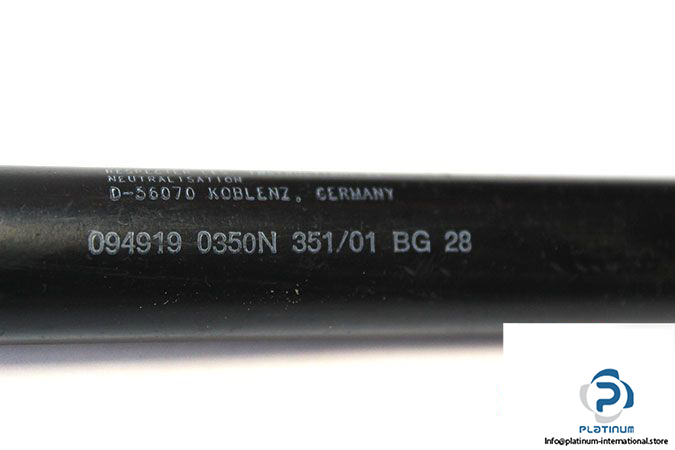 NEUTRALISATION
D-56070 KOBLENZ, GERMANY
094919 0350N 351/01 BG 28
PLATINUM
Info@platinum-international.store